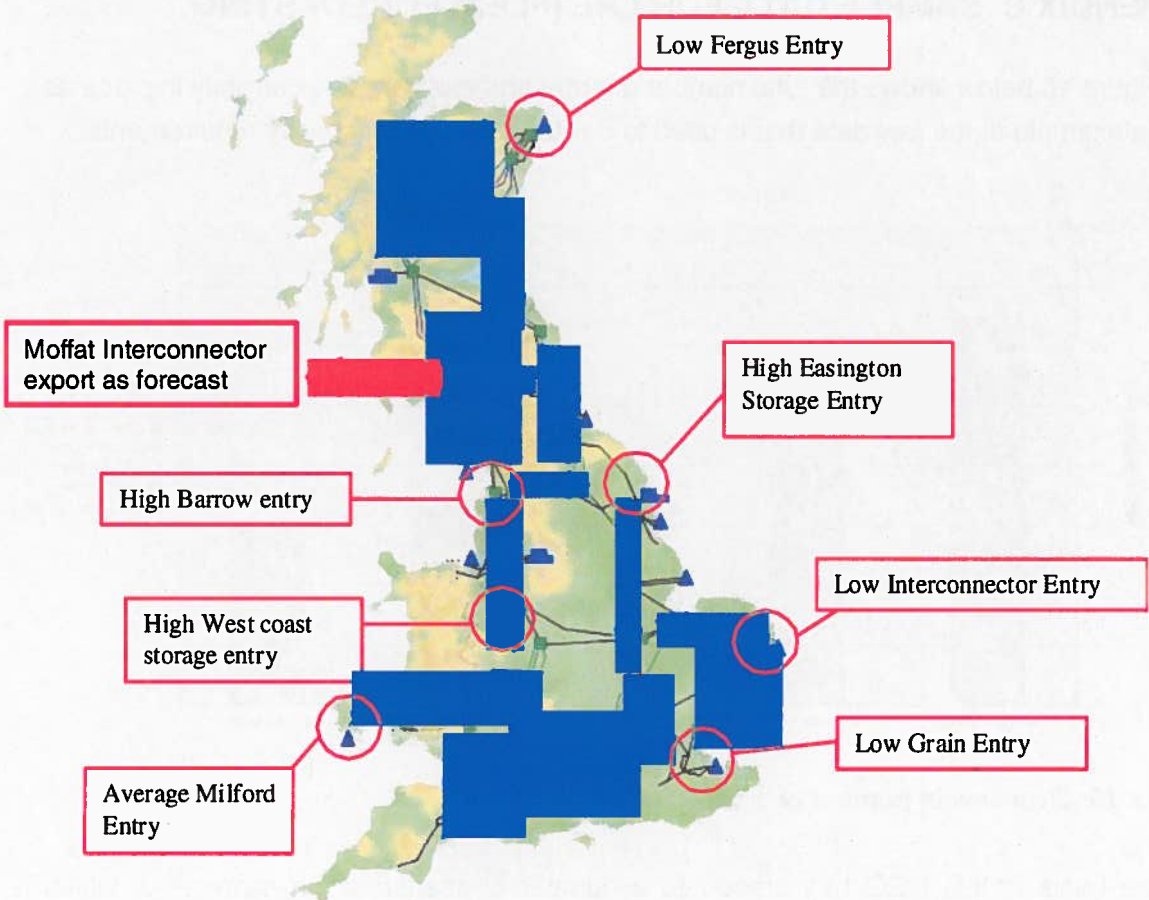 Low Fergus Entry
Moffat Interconnector
export as forecast
High Easington
Storage Entry
High Barrow entry
Low Interconnector Entry
High West coast
storage entry
Low Grain Entry
Average Milford
Entry